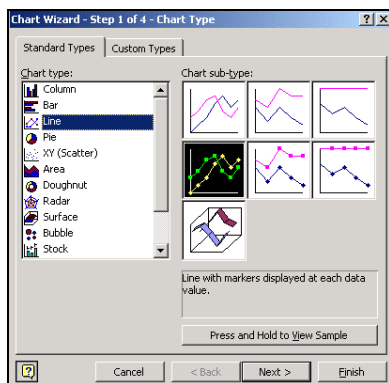 Chart Wizard - Step 1 of 4 - Chart Type
Standard Types
Custom Types
Chart type:
Column
Bar
Line
Pie
XY (Scatter)
Area
Doughnut
Radar
Surface
Bubble
Stock
Chart sub-type:
Line with markers displayed at each data
value.
Press and Hold to View Sample
Cancel
< Back
Next >
Finish